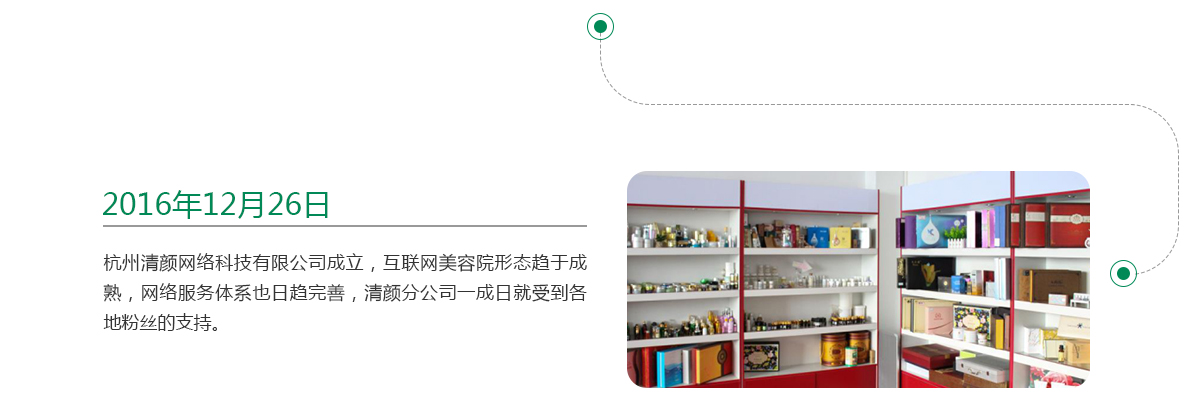 2016年12月26日
杭州清颜网络科技有限公司成立，互联网美容院形态趋于成
熟，网络服务体系也日趋完善，清颜分公司一成日就受到各
地粉丝的支持。